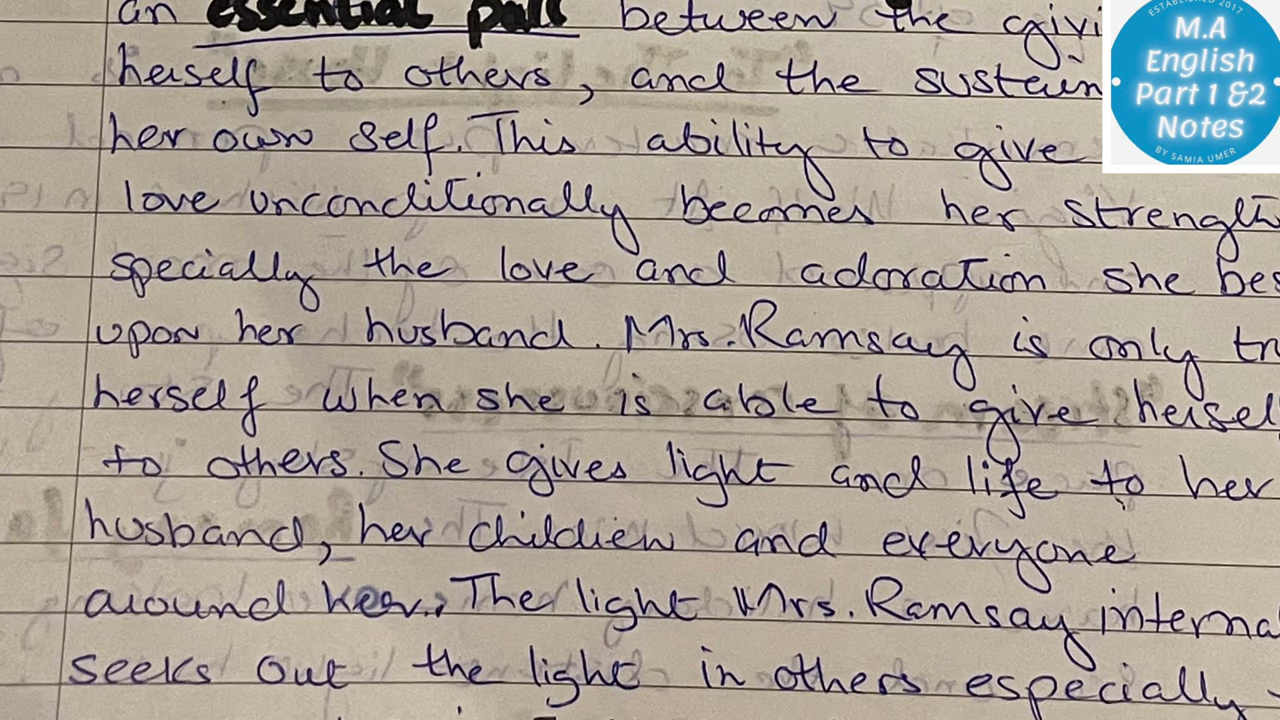 an essential pull between the givi
herself to others, and the sustain
her own self. This ability to give
love unconditionally becomes her strengt
specially the love and adoration she bes
upon her husband. Mrs. Ramsay is only tr
herself when she is able to give hersel
to others. She gives light and life to her
husband, her children and everyone
around her. The light Mrs. Ramsay interna
seeks out the light in others especially
ESTABLISHED 2017
M.A
English
Part 1 &2
Notes
BY SAMIA UMER